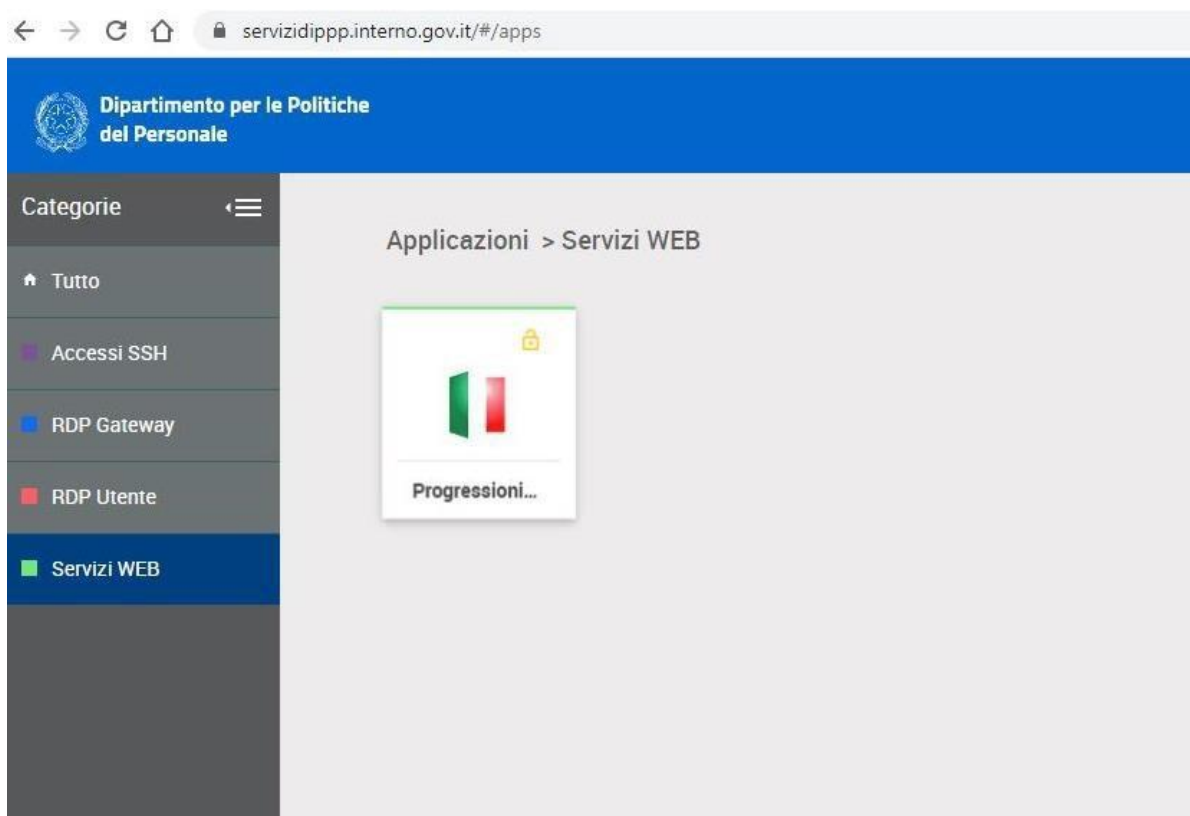 servizidippp.interno.gov.it/#/apps
Dipartimento per le Politiche
del Personale
Categorie
Applicazioni > Servizi WEB
Tutto
Accessi SSH
RDP Gateway
RDP Utente
Servizi WEB
Progressioni...